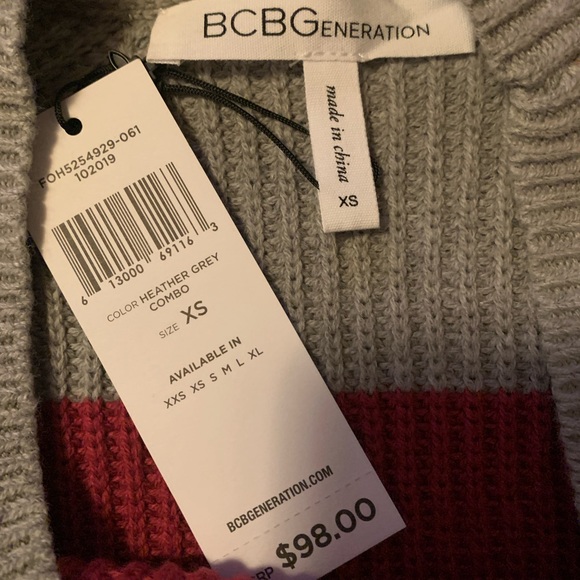 BCBGENERATION
made in china
XS
FOH5254929-061
102019
6 13000 69116 3
COLOR HEATHER GREY
COMBO
SIZE XS
AVAILABLE IN
XXS XS S M L XL
BCBGENERATION.COM
$98.00